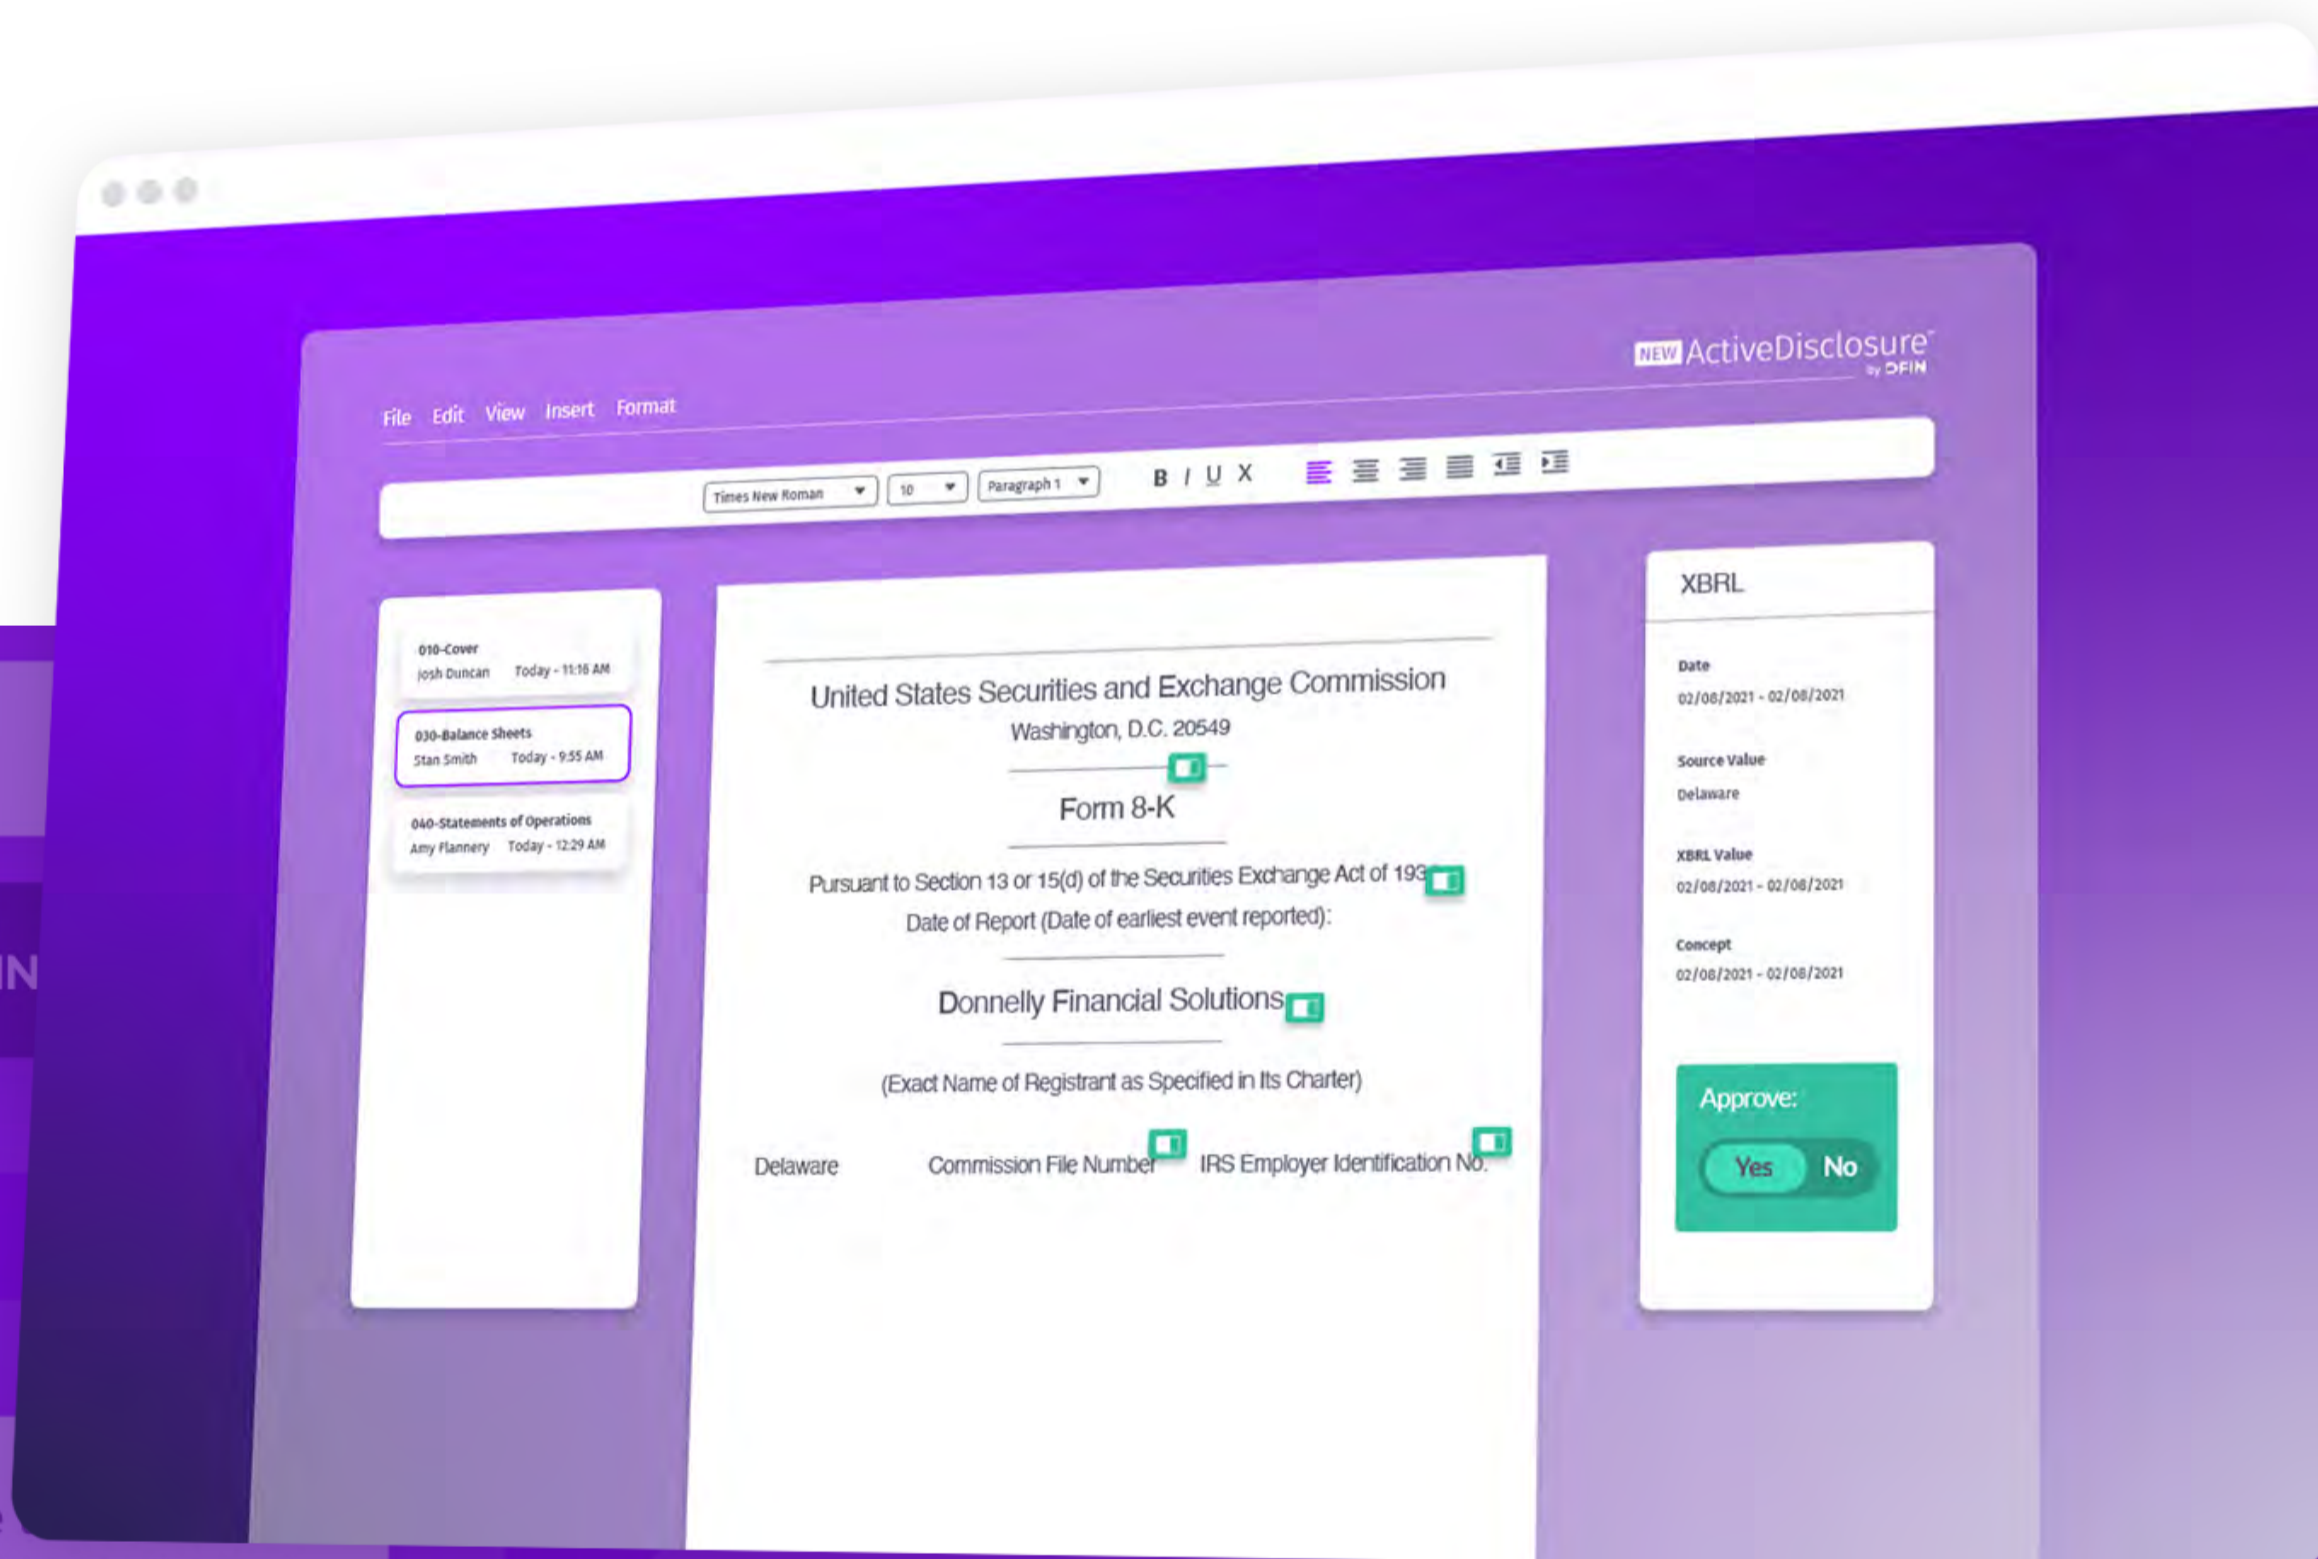 NEW ActiveDisclosure™
by DFIN
File Edit View Insert Format
Times New Roman 10 Paragraph 1 B I U X
010-Cover
Josh Duncan Today - 11:16 AM
030-Balance Sheets
Stan Smith Today - 9:55 AM
040-Statements of Operations
Amy Flannery Today - 12:29 AM
United States Securities and Exchange Commission
Washington, D.C. 20549
Form 8-K
Pursuant to Section 13 or 15(d) of the Securities Exchange Act of 193
Date of Report (Date of earliest event reported):
Donnelly Financial Solutions
(Exact Name of Registrant as Specified in Its Charter)
Delaware Commission File Number IRS Employer Identification No.
XBRL
Date
02/08/2021 - 02/08/2021
Source Value
Delaware
XBRL Value
02/08/2021 - 02/08/2021
Concept
02/08/2021 - 02/08/2021
Approve:
Yes No
IN